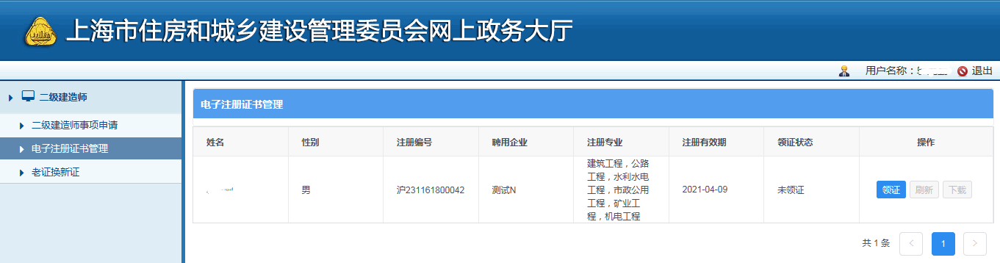 上海市住房和城乡建设管理委员会网上政务大厅
用户名称： 退出
二级建造师
二级建造师事项申请
电子注册证书管理
老证换新证
电子注册证书管理
姓名 性别 注册编号 聘用企业 注册专业 注册有效期 领证状态 操作
男 沪231161800042 测试N
建筑工程，公路
工程，水利水电
工程，市政公用
工程，矿业工
程，机电工程
2021-04-09 未领证 领证 刷新 下载
共 1 条 < 1 >